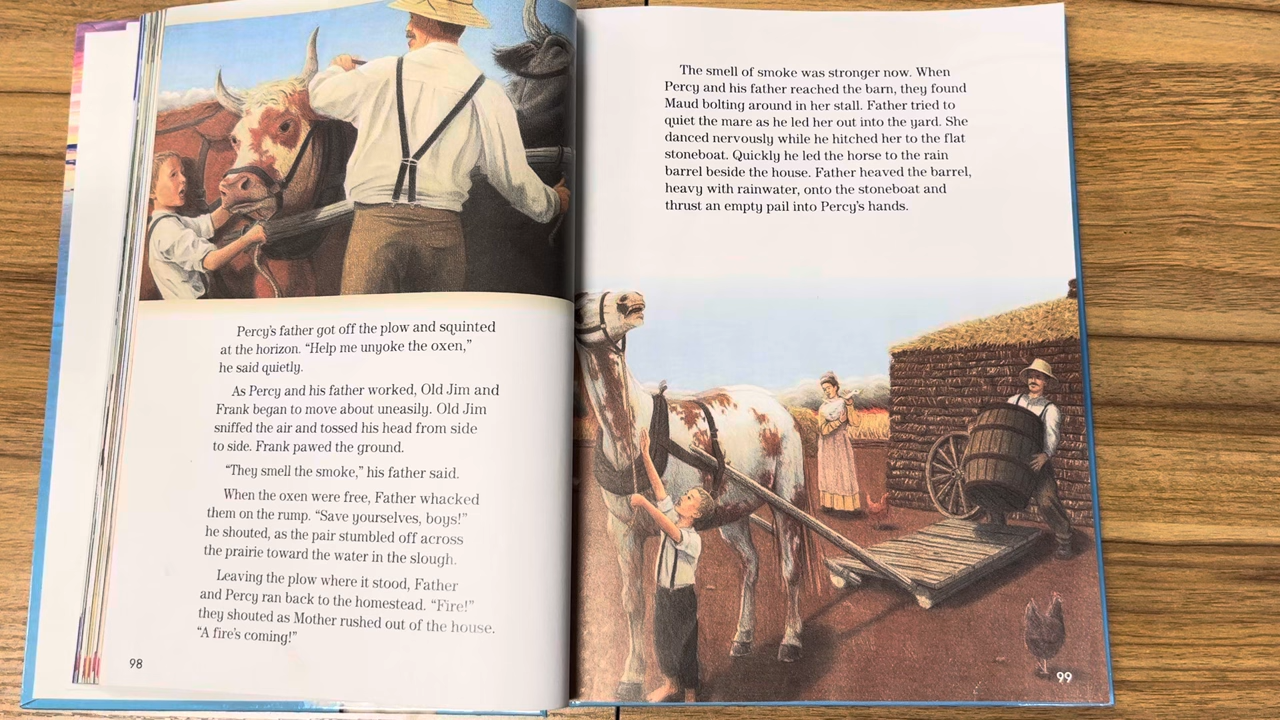 Percy's father got off the plow and squinted
at the horizon. “Help me unyoke the oxen,”
he said quietly.
As Percy and his father worked, Old Jim and
Frank began to move about uneasily. Old Jim
sniffed the air and tossed his head from side
to side. Frank pawed the ground.
“They smell the smoke,” his father said.
When the oxen were free, Father whacked
them on the rump. “Save yourselves, boys!”
he shouted, as the pair stumbled off across
the prairie toward the water in the slough.
Leaving the plow where it stood, Father
and Percy ran back to the homestead. “Fire!”
they shouted as Mother rushed out of the house.
“A fire's coming!”
98
The smell of smoke was stronger now. When
Percy and his father reached the barn, they found
Maud bolting around in her stall. Father tried to
quiet the mare as he led her out into the yard. She
danced nervously while he hitched her to the flat
stoneboat. Quickly he led the horse to the rain
barrel beside the house. Father heaved the barrel,
heavy with rainwater, onto the stoneboat and
thrust an empty pail into Percy's hands.
99